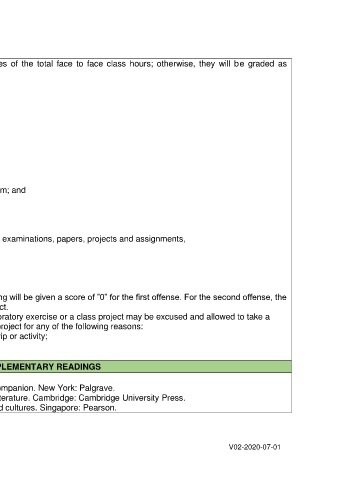 es of the total face to face class hours; otherwise, they will be graded as
m; and
examinations, papers, projects and assignments,
ng will be given a score of "0" for the first offense. For the second offense, the
ct.
oratory exercise or a class project may be excused and allowed to take a
roject for any of the following reasons:
rip or activity;
PLEMENTARY READINGS
ompanion. New York: Palgrave.
terature. Cambridge: Cambridge University Press.
d cultures. Singapore: Pearson.
V02-2020-07-01